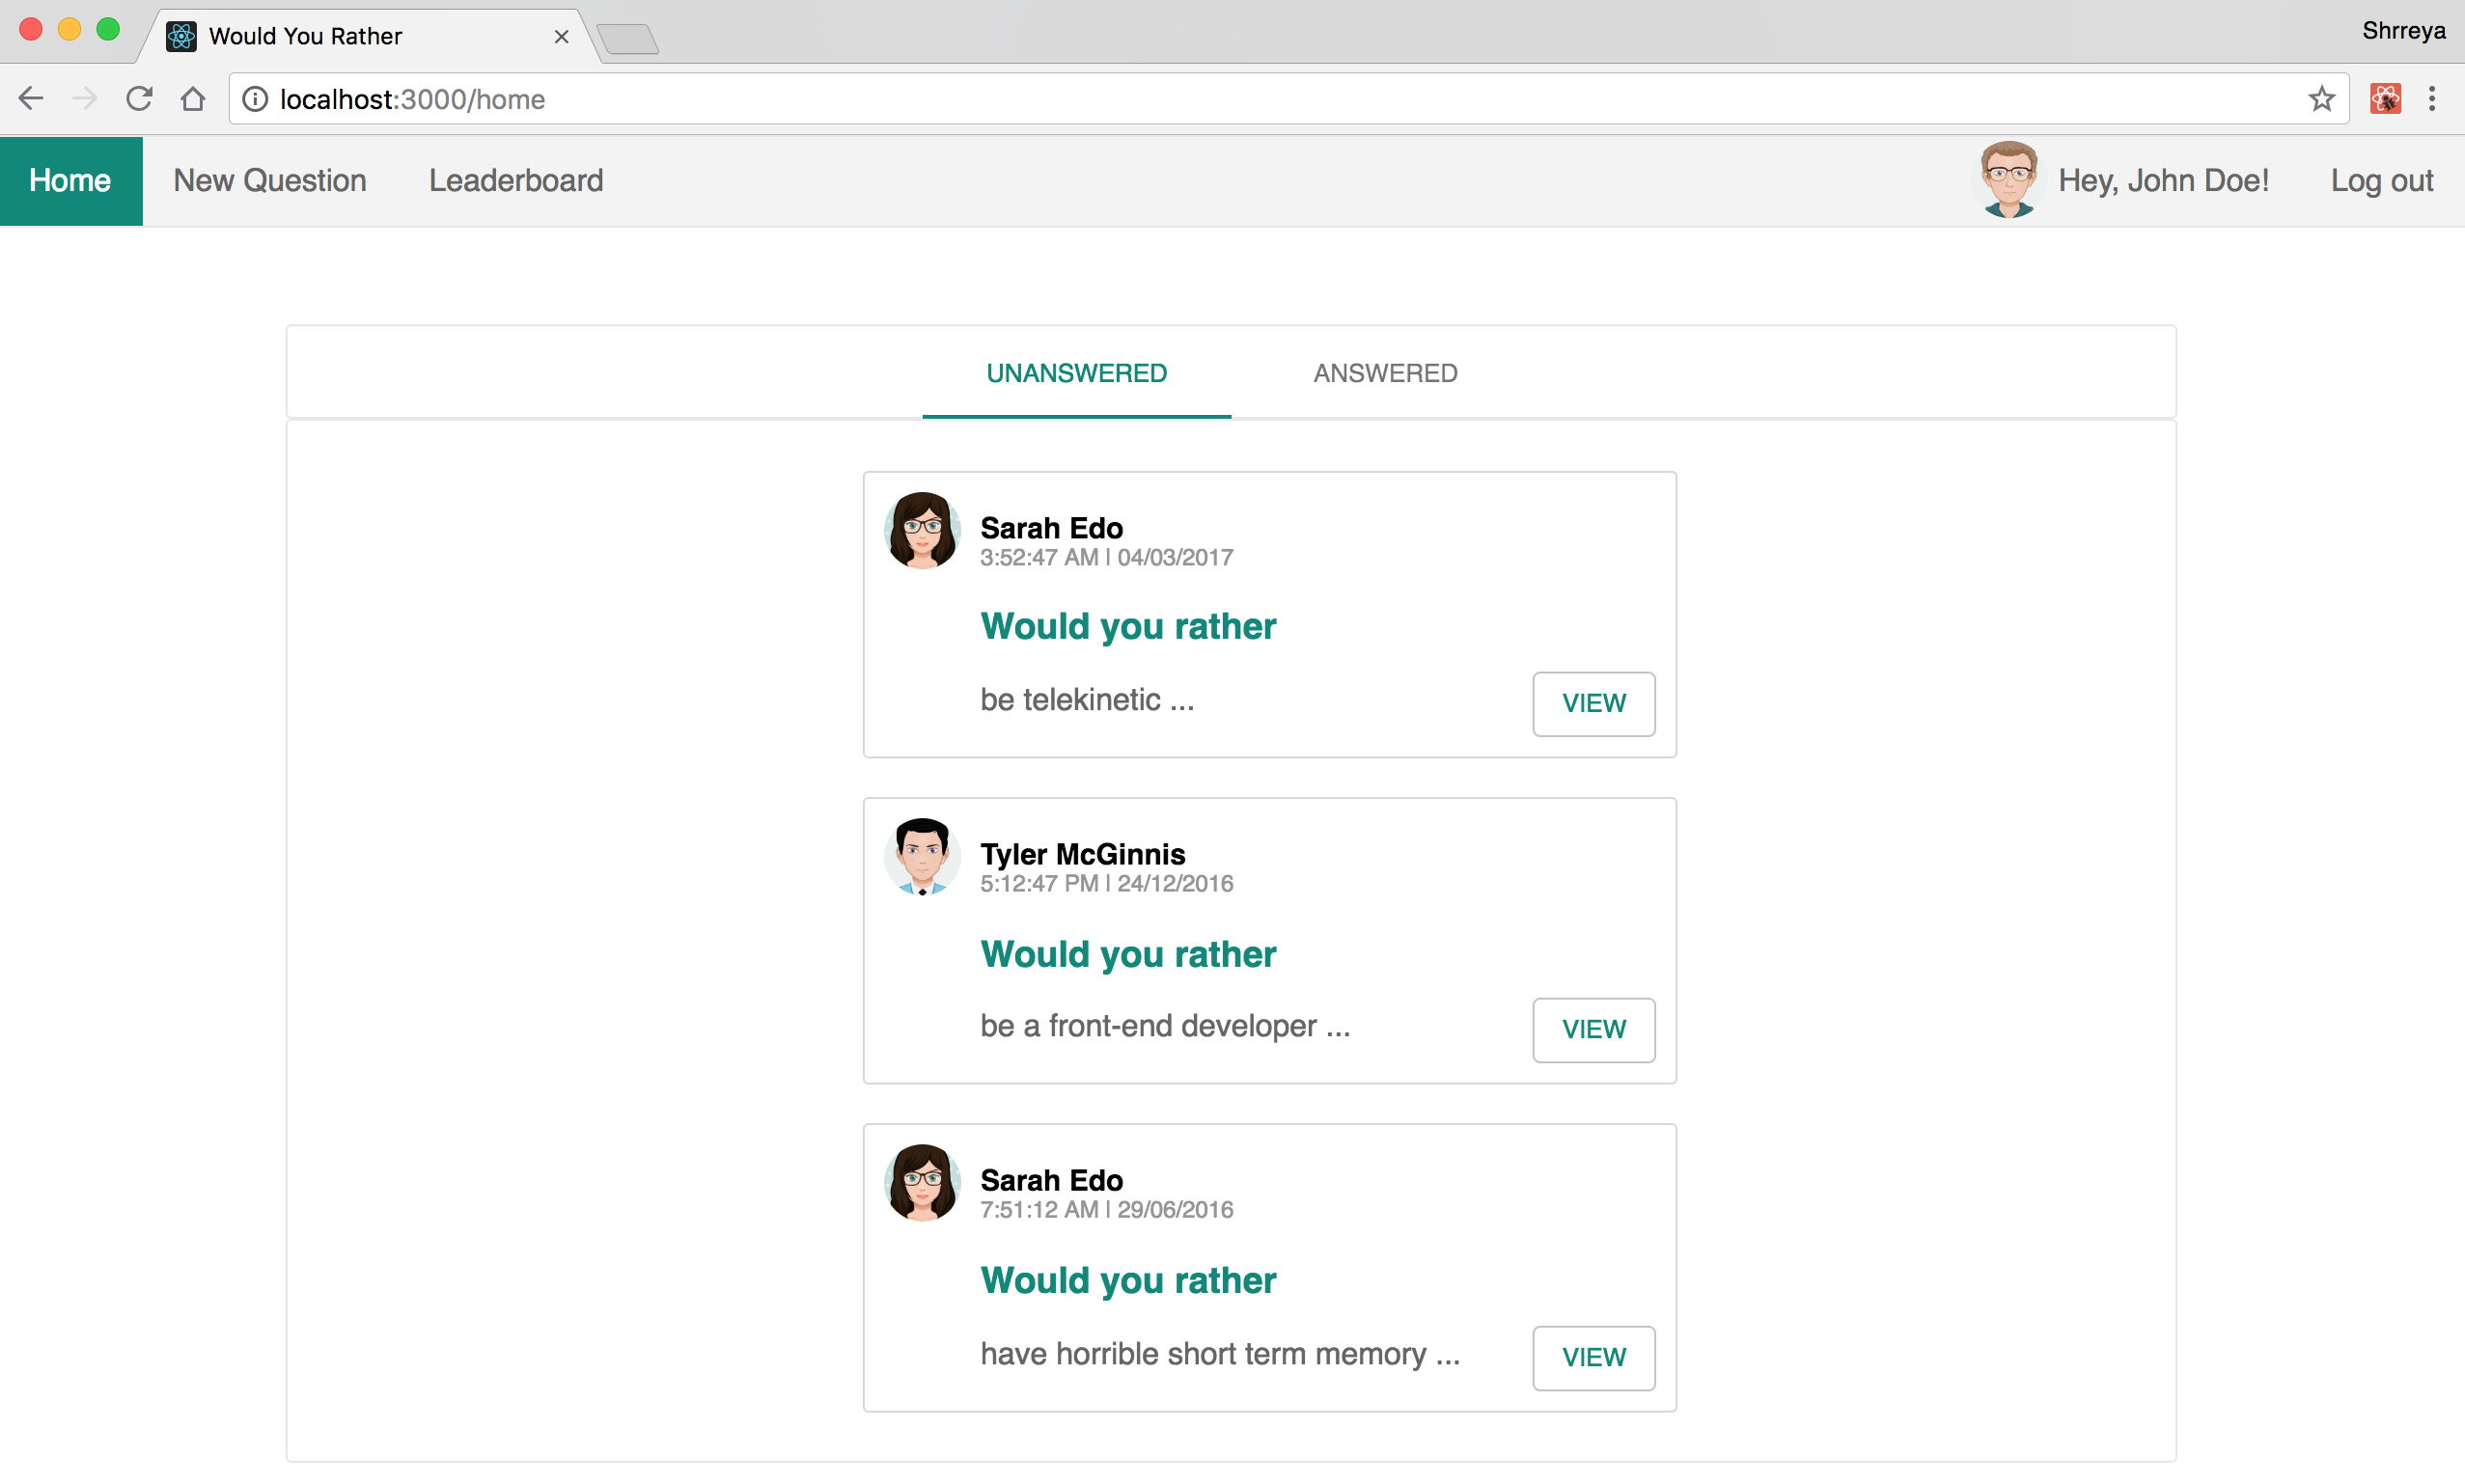 Would You Rather
Shrreya
localhost:3000/home
Home New Question Leaderboard Hey, John Doe! Log out
UNANSWERED ANSWERED
Sarah Edo
3:52:47 AM | 04/03/2017
Would you rather
be telekinetic ...
VIEW
Tyler McGinnis
5:12:47 PM | 24/12/2016
Would you rather
be a front-end developer ...
VIEW
Sarah Edo
7:51:12 AM | 29/06/2016
Would you rather
have horrible short term memory ...
VIEW